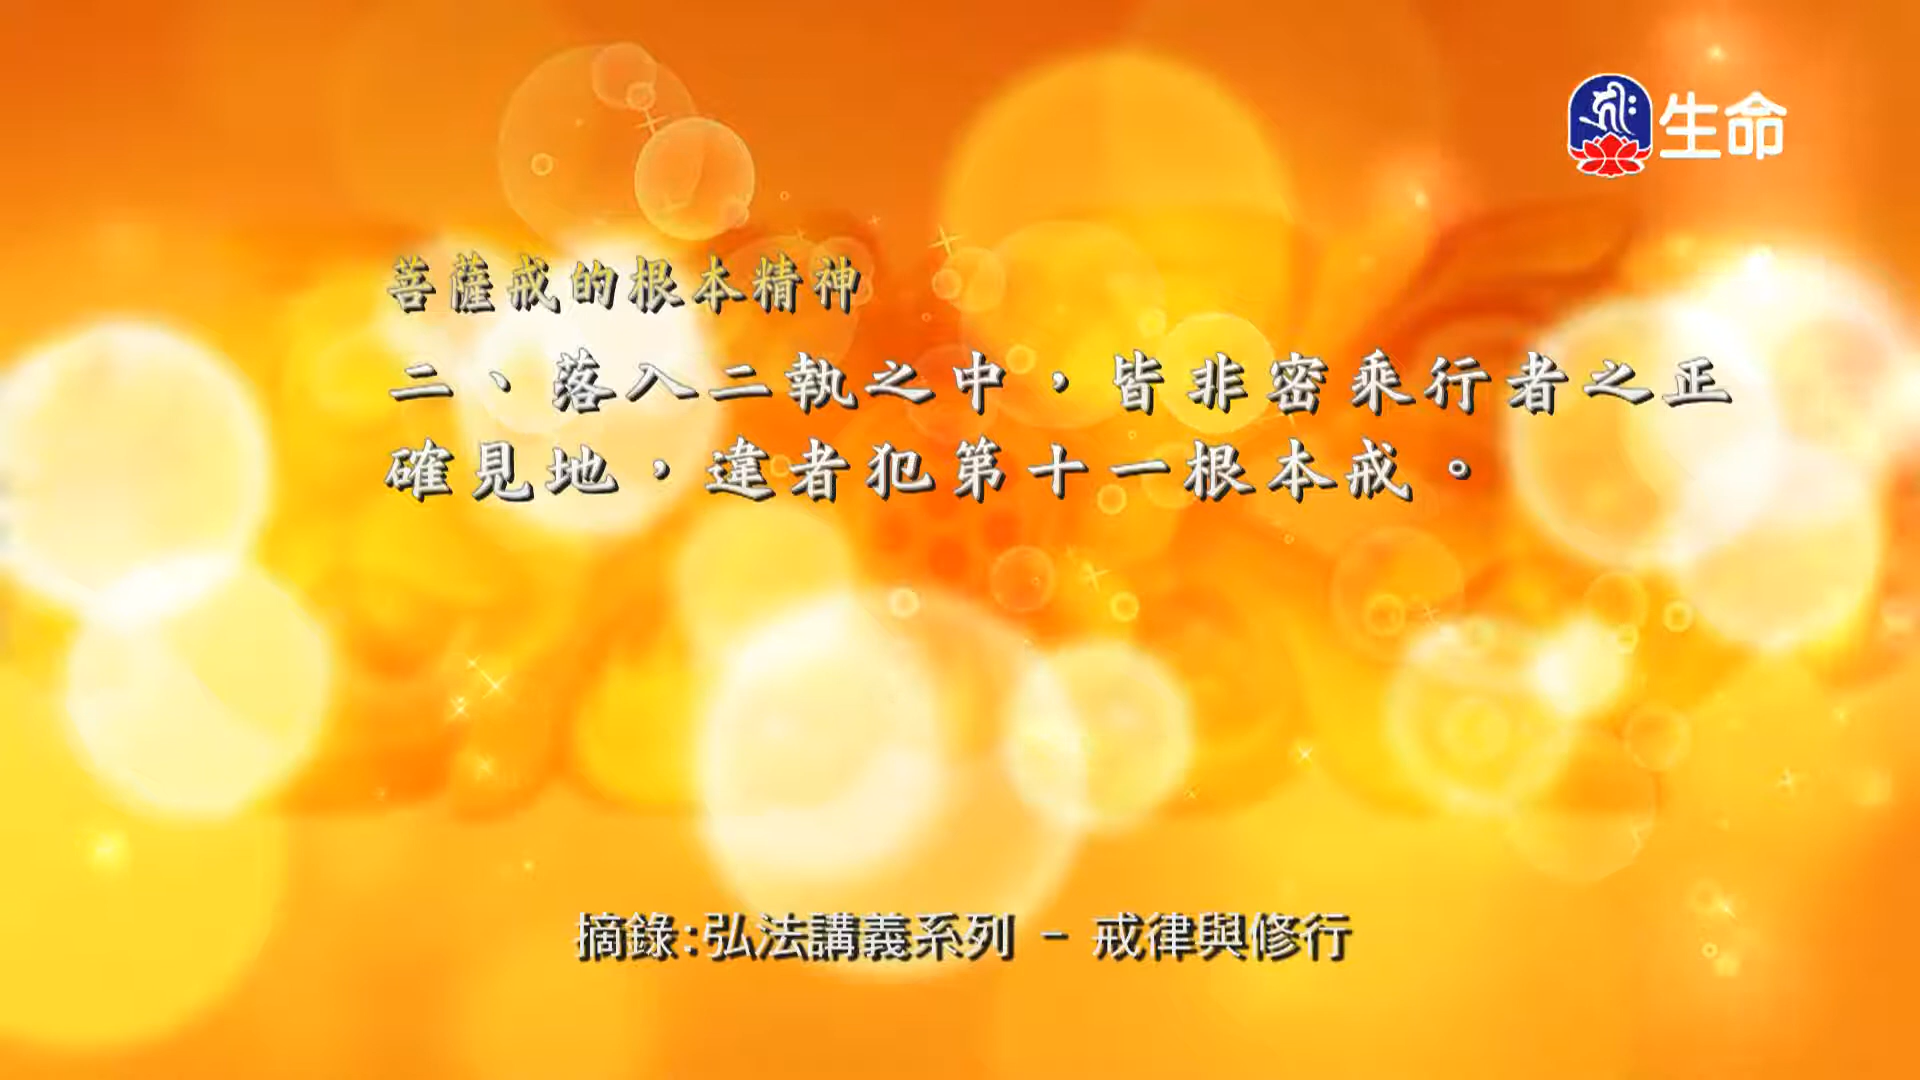 生命
菩薩戒的根本精神
二、落入二執之中，皆非密乘行者之正
確見地，違者犯第十一根本戒。
摘錄:弘法講義系列 - 戒律與修行